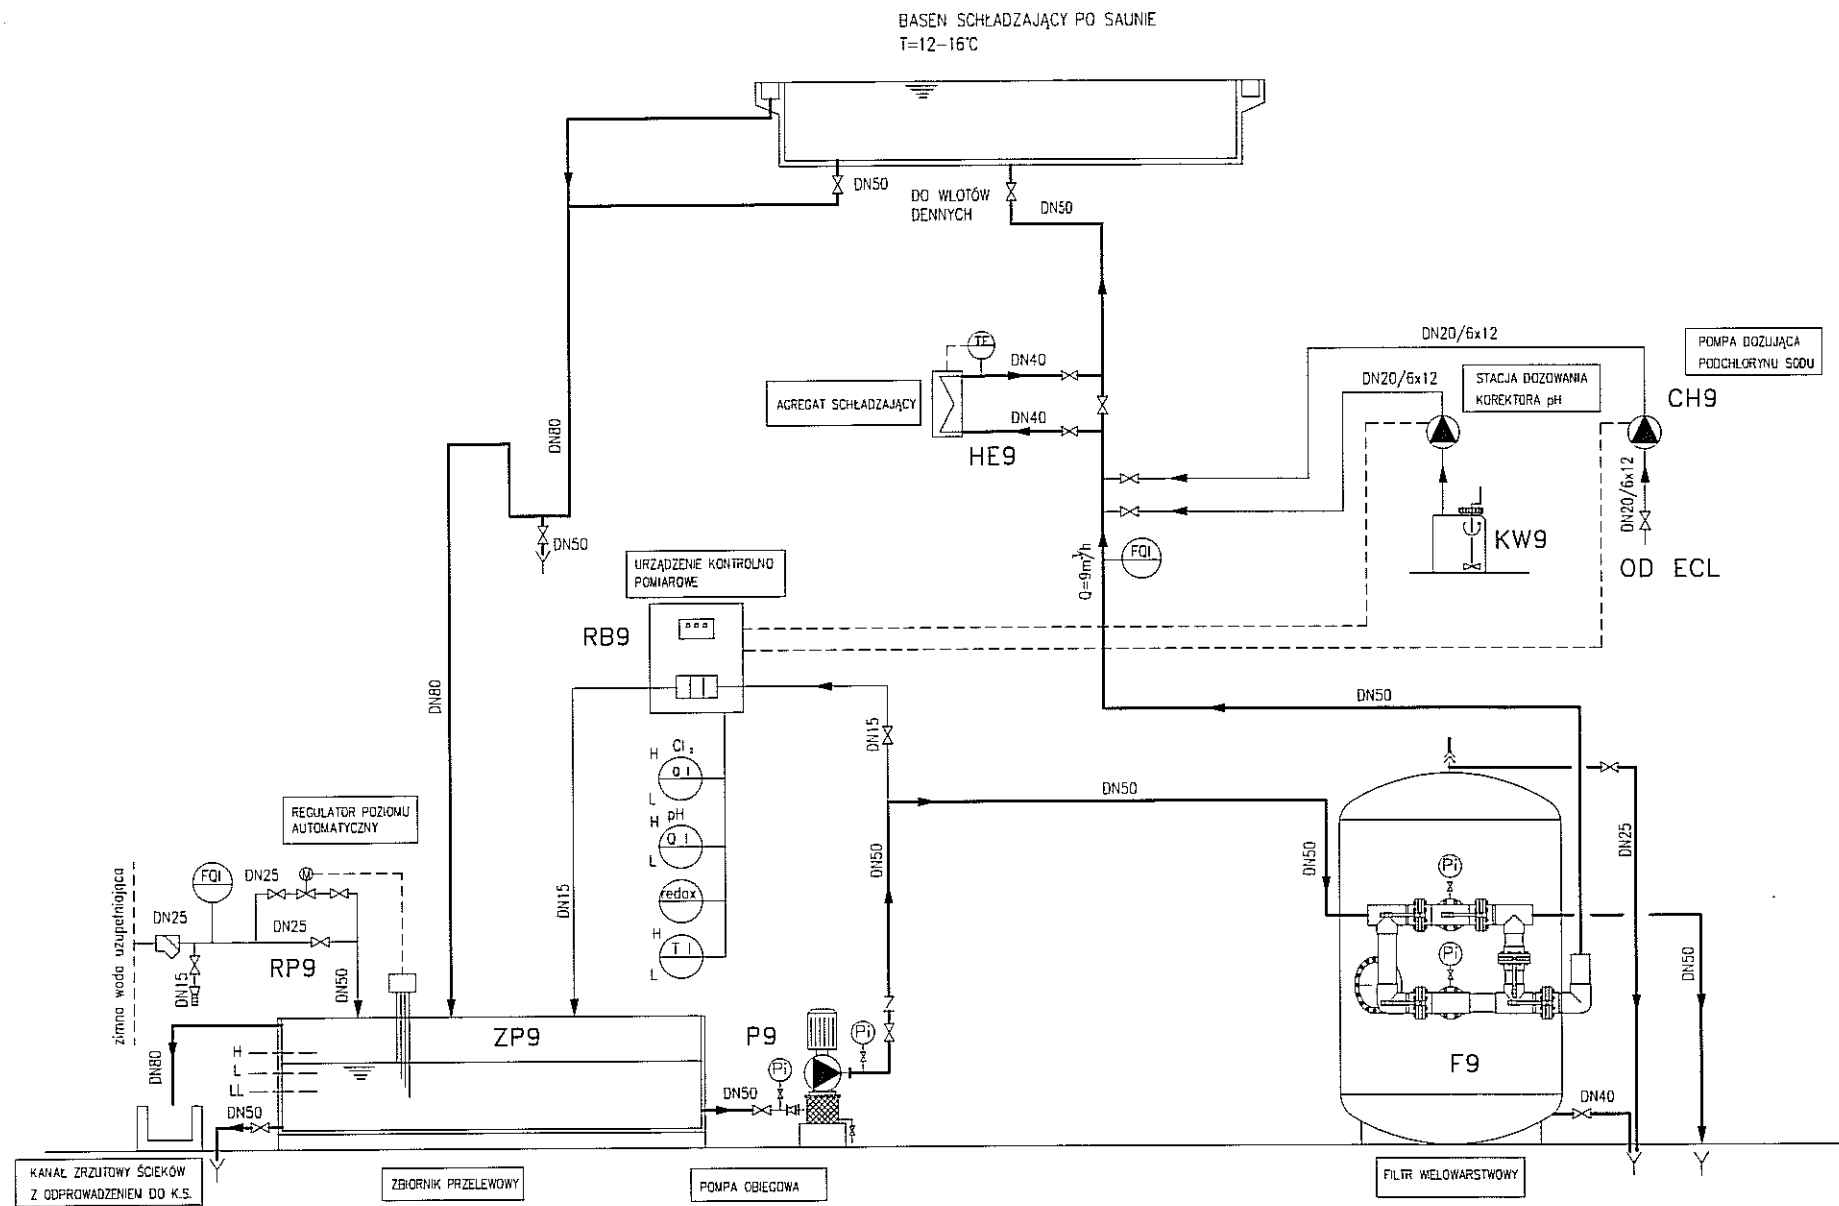 BASEN SCHŁADZAJĄCY PO SAUNIE
T=12-16°C
DN50
DO WLOTÓW
DENNYCH
DN50
DN80
DN50
TE
DN40
DN40
AGREGAT SCHŁADZAJĄCY
HE9
DN20/6x12
DN20/6x12
STACJA DOZOWANIA
KOREKTORA pH
POMPA DOZUJĄCA
PODCHLORYNU SODU
CH9
DN20/6x12
KW9
OD ECL
FQI
Q=9m³/h
URZĄDZENIE KONTROLNO
POMIAROWE
RB9
DN80
DN15
DN50
H
Cl₂
Q I
L
H
pH
Q I
L
redox
H
T I
L
DN15
DN50
DN50
DN50
DN25
REGULATOR POZIOMU
AUTOMATYCZNY
zimna woda uzupełniająca
FQI
DN25
M
DN25
DN25
DN15
RP9
DN50
Pi
Pi
DN50
F9
DN40
ZP9
H
L
LL
DN80
DN50
P9
Pi
Pi
DN50
KANAŁ ZRZUTOWY ŚCIEKÓW
Z ODPROWADZENIEM DO K.S.
ZBIORNIK PRZELEWOWY
POMPA OBIEGOWA
FILTR WIELOWARSTWOWY